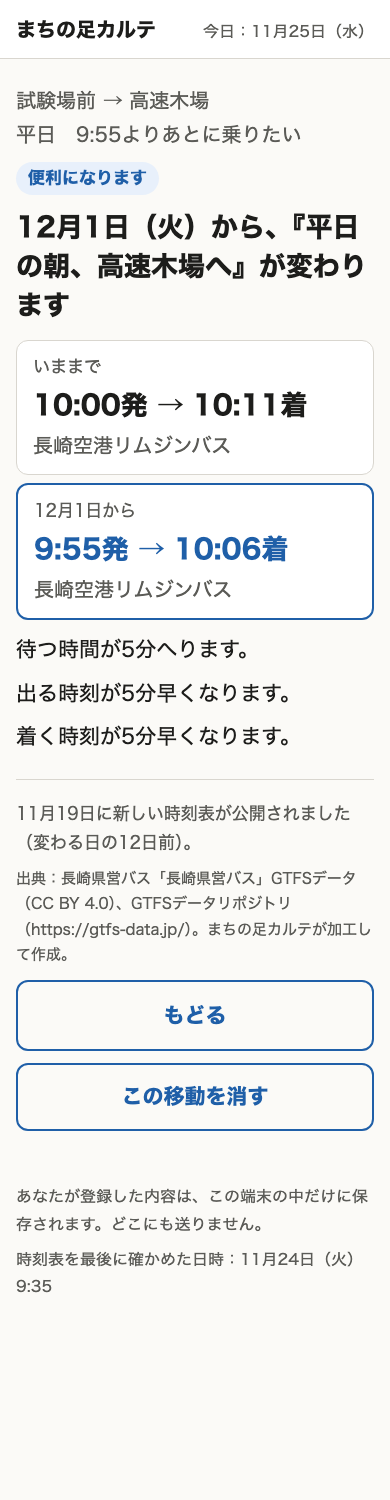 まちの足カルテ
今日：11月25日（水）
試験場前 → 高速木場
平日　9:55よりあとに乗りたい
便利になります
12月1日（火）から、『平日
の朝、高速木場へ』が変わり
ます
いままで
10:00発 → 10:11着
長崎空港リムジンバス
12月1日から
9:55発 → 10:06着
長崎空港リムジンバス
待つ時間が5分へります。
出る時刻が5分早くなります。
着く時刻が5分早くなります。
11月19日に新しい時刻表が公開されました
（変わる日の12日前）。
出典：長崎県営バス「長崎県営バス」GTFSデータ
（CC BY 4.0）、GTFSデータリポジトリ
（https://gtfs-data.jp/）。まちの足カルテが加工し
て作成。
もどる
この移動を消す
あなたが登録した内容は、この端末の中だけに保
存されます。どこにも送りません。
時刻表を最後に確かめた日時：11月24日（火）
9:35